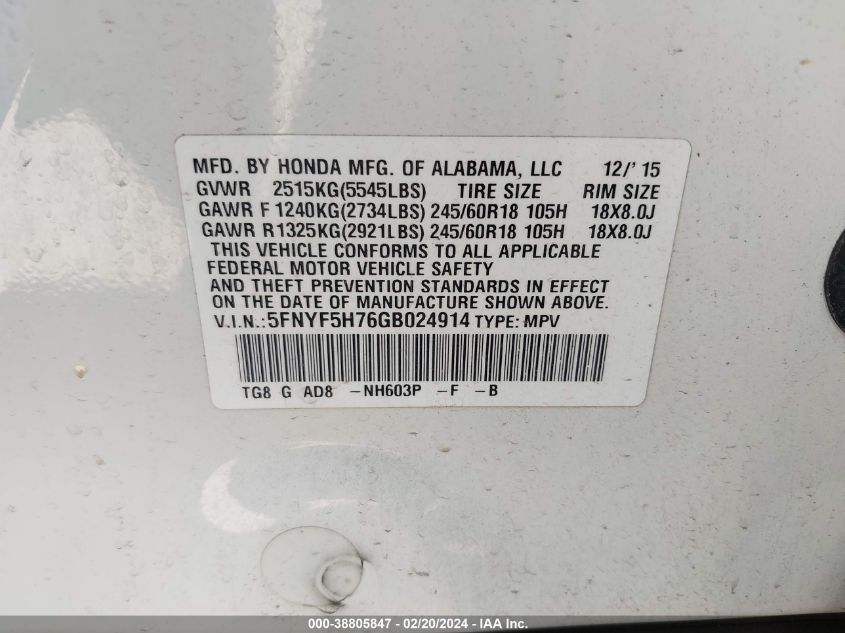 MFD. BY HONDA MFG. OF ALABAMA, LLC 12/' 15
GVWR 2515KG(5545LBS) TIRE SIZE RIM SIZE
GAWR F 1240KG(2734LBS) 245/60R18 105H 18X8.0J
GAWR R1325KG(2921LBS) 245/60R18 105H 18X8.0J
THIS VEHICLE CONFORMS TO ALL APPLICABLE
FEDERAL MOTOR VEHICLE SAFETY
AND THEFT PREVENTION STANDARDS IN EFFECT
ON THE DATE OF MANUFACTURE SHOWN ABOVE.
V.I.N.:5FNYF5H76GB024914 TYPE: MPV
TG8 G AD8 -NH603P -F -B
000-38805847 - 02/20/2024 - IAA Inc.